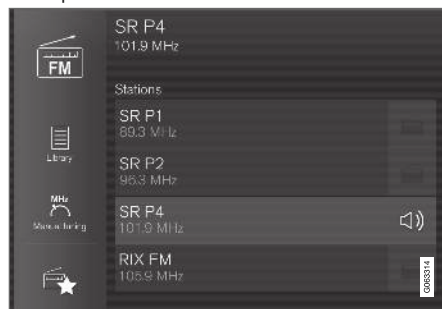 SR P4
101.9 MHz
FM
Stations
SR P1
89.3 MHz
Library
SR P2
96.3 MHz
MHz
Manual tuning
SR P4
101.9 MHz
RIX FM
105.9 MHz
G063314